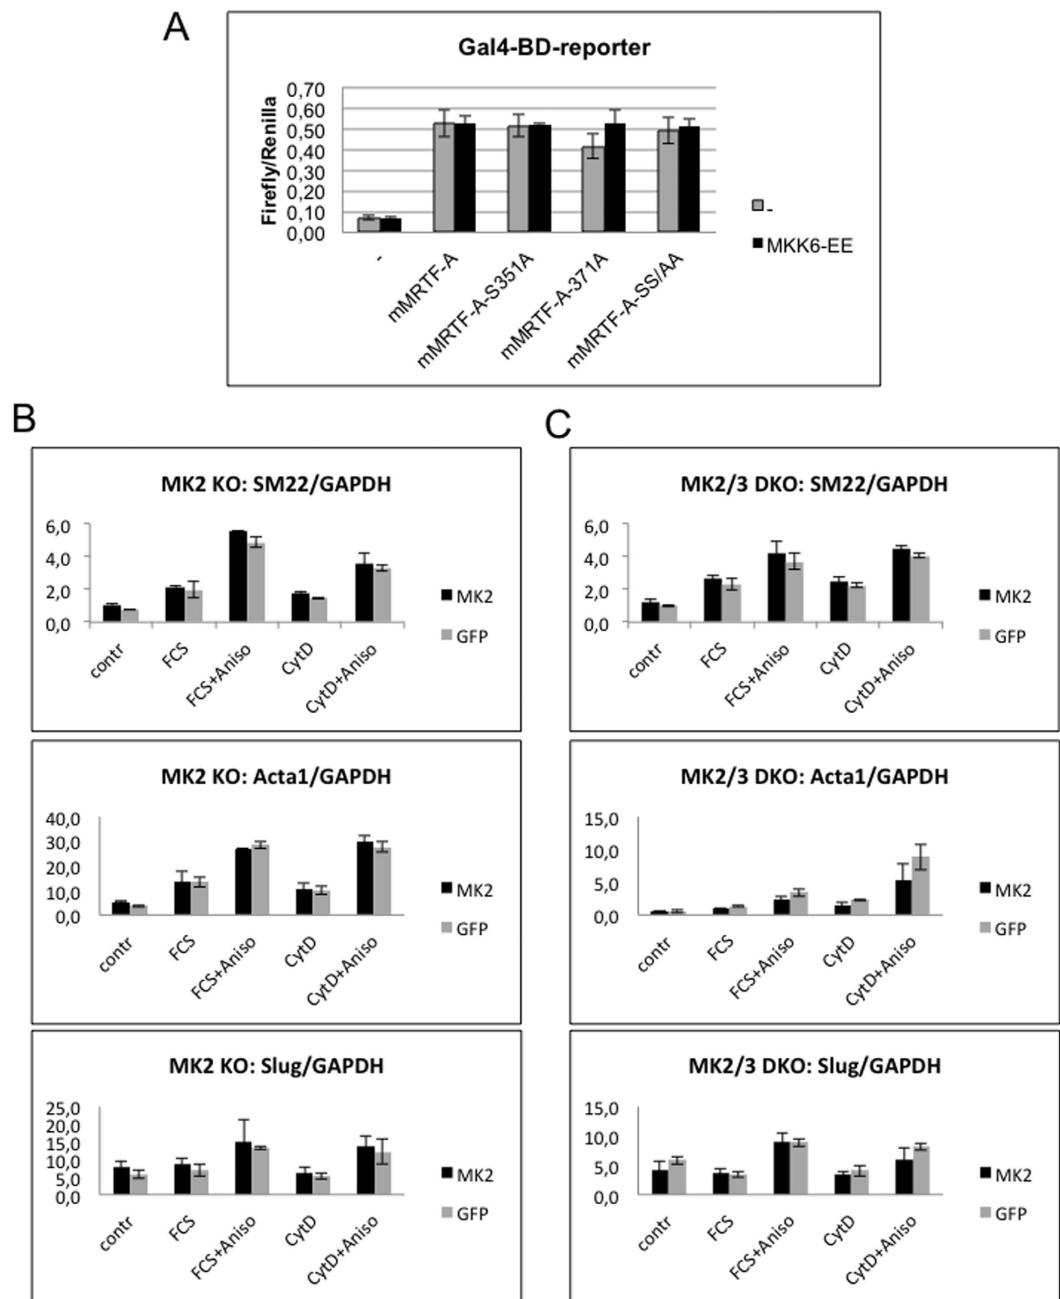 A
Gal4-BD-reporter
Firefly/Renilla
0,70
0,60
0,50
0,40
0,30
0,20
0,10
0,00
-
mMRTF-A
mMRTF-A-S351A
mMRTF-A-371A
mMRTF-A-SS/AA
-
MKK6-EE
B
MK2 KO: SM22/GAPDH
6,0
4,0
2,0
0,0
contr
FCS
FCS+Aniso
CytD
CytD+Aniso
MK2
GFP
MK2 KO: Acta1/GAPDH
40,0
30,0
20,0
10,0
0,0
contr
FCS
FCS+Aniso
CytD
CytD+Aniso
MK2
GFP
MK2 KO: Slug/GAPDH
25,0
20,0
15,0
10,0
5,0
0,0
contr
FCS
FCS+Aniso
CytD
CytD+Aniso
MK2
GFP
C
MK2/3 DKO: SM22/GAPDH
6,0
4,0
2,0
0,0
contr
FCS
FCS+Aniso
CytD
CytD+Aniso
MK2
GFP
MK2/3 DKO: Acta1/GAPDH
15,0
10,0
5,0
0,0
contr
FCS
FCS+Aniso
CytD
CytD+Aniso
MK2
GFP
MK2/3 DKO: Slug/GAPDH
15,0
10,0
5,0
0,0
contr
FCS
FCS+Aniso
CytD
CytD+Aniso
MK2
GFP